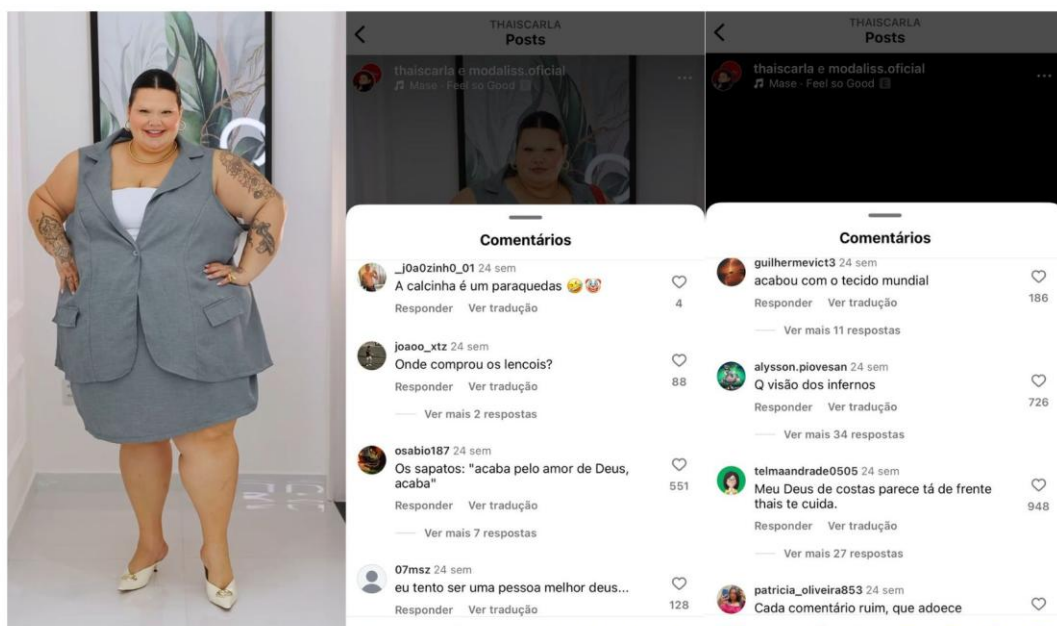 THAISCARLA
Posts
thaiscarla e modaliss.oficial
Mase · Feel so Good E
Comentários
_j0a0zinh0_01 24 sem
A calcinha é um paraquedas 🤣🤡
4
Responder Ver tradução
joaoo_xtz 24 sem
Onde comprou os lencois?
88
Responder Ver tradução
Ver mais 2 respostas
osabio187 24 sem
Os sapatos: "acaba pelo amor de Deus,
acaba"
551
Responder Ver tradução
Ver mais 7 respostas
07msz 24 sem
eu tento ser uma pessoa melhor deus...
128
Responder Ver tradução
THAISCARLA
Posts
thaiscarla e modaliss.oficial
Mase · Feel so Good E
Comentários
guilhermevict3 24 sem
acabou com o tecido mundial
186
Responder Ver tradução
Ver mais 11 respostas
alysson.piovesan 24 sem
Q visão dos infernos
726
Responder Ver tradução
Ver mais 34 respostas
telmaandrade0505 24 sem
Meu Deus de costas parece tá de frente
thais te cuida.
948
Responder Ver tradução
Ver mais 27 respostas
patricia_oliveira853 24 sem
Cada comentário ruim, que adoece